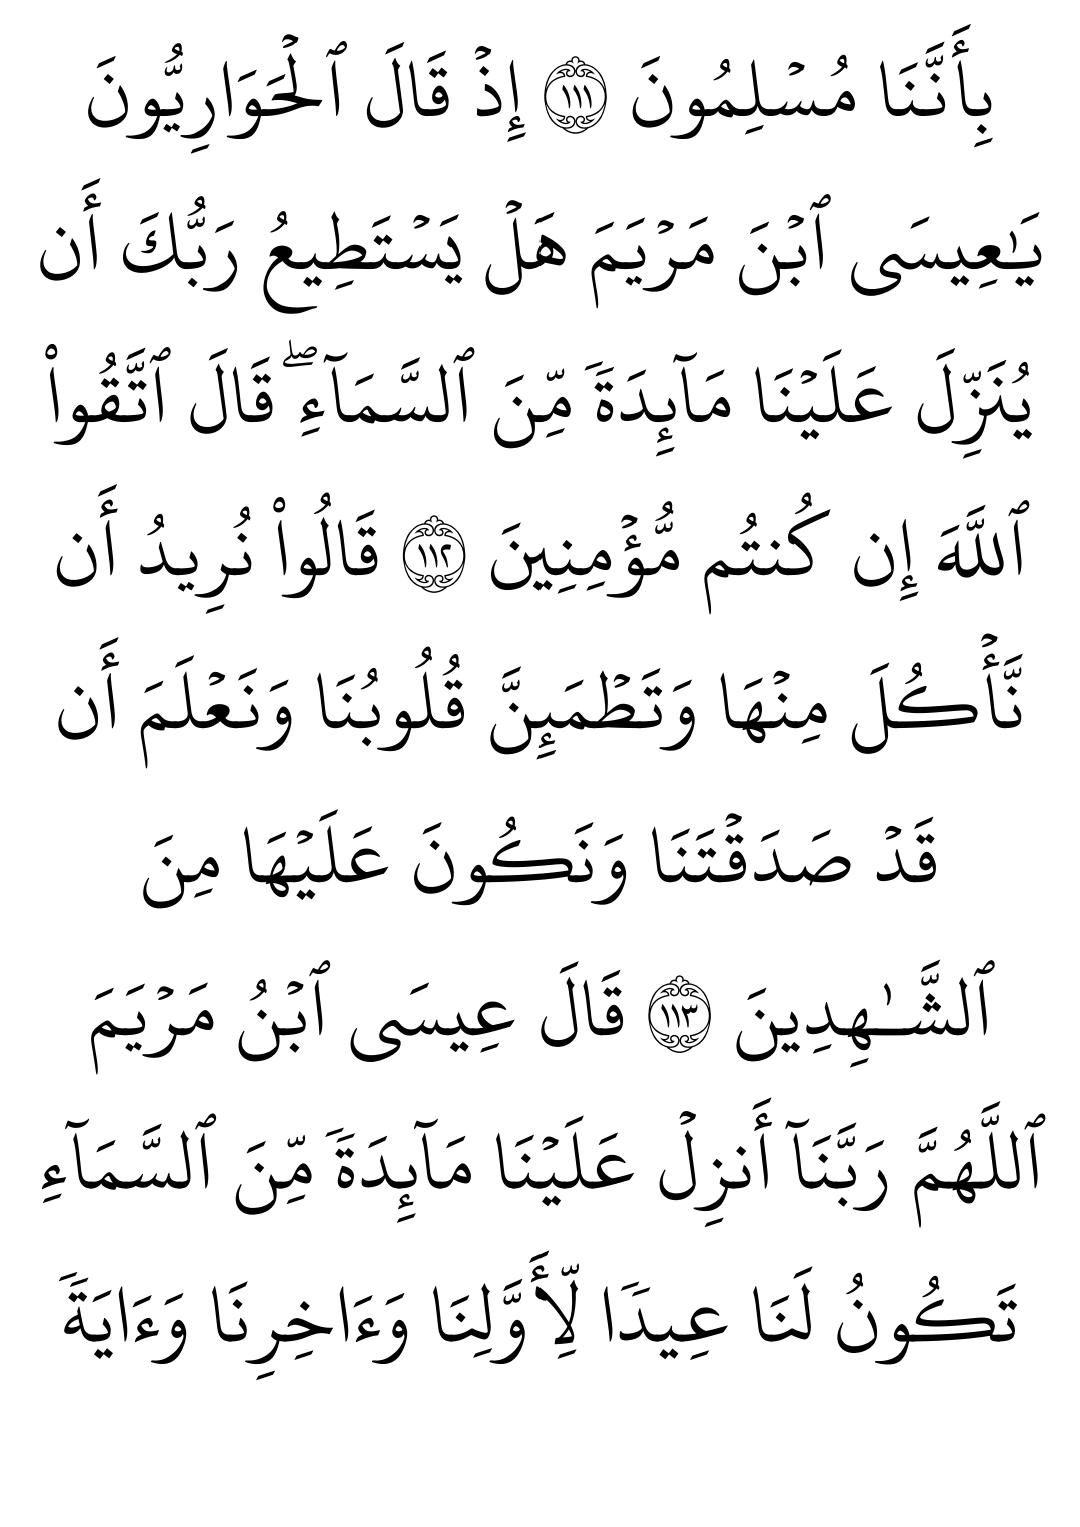 بِأَنَّنَا مُسۡلِمُونَ ١١١ إِذۡ قَالَ ٱلۡحَوَارِيُّونَ
يَٰعِيسَى ٱبۡنَ مَرۡيَمَ هَلۡ يَسۡتَطِيعُ رَبُّكَ أَن
يُنَزِّلَ عَلَيۡنَا مَآئِدَةٗ مِّنَ ٱلسَّمَآءِۖ قَالَ ٱتَّقُواْ
ٱللَّهَ إِن كُنتُم مُّؤۡمِنِينَ ١١٢ قَالُواْ نُرِيدُ أَن
نَّأۡكُلَ مِنۡهَا وَتَطۡمَئِنَّ قُلُوبُنَا وَنَعۡلَمَ أَن
قَدۡ صَدَقۡتَنَا وَنَكُونَ عَلَيۡهَا مِنَ
ٱلشَّٰهِدِينَ ١١٣ قَالَ عِيسَى ٱبۡنُ مَرۡيَمَ
ٱللَّهُمَّ رَبَّنَآ أَنزِلۡ عَلَيۡنَا مَآئِدَةٗ مِّنَ ٱلسَّمَآءِ
تَكُونُ لَنَا عِيدٗا لِّأَوَّلِنَا وَءَاخِرِنَا وَءَايَةٗ